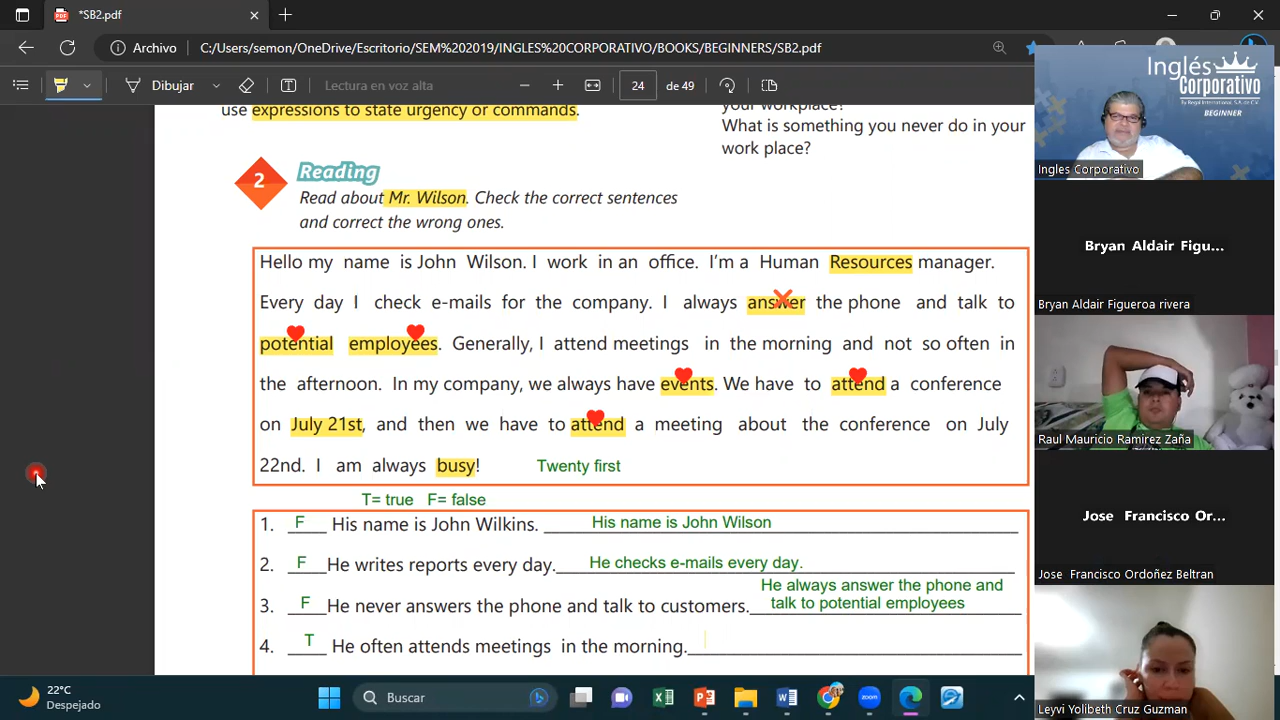 *SB2.pdf
Archivo C:/Users/semon/OneDrive/Escritorio/SEM%202019/INGLES%20CORPORATIVO/BOOKS/BEGINNERS/SB2.pdf
Dibujar Lectura en voz alta 24 de 49
use expressions to state urgency or commands.
your workplace?
What is something you never do in your
work place?
2 Reading
Read about Mr. Wilson. Check the correct sentences
and correct the wrong ones.
Hello my name is John Wilson. I work in an office. I'm a Human Resources manager.
Every day I check e-mails for the company. I always answer the phone and talk to
potential employees. Generally, I attend meetings in the morning and not so often in
the afternoon. In my company, we always have events. We have to attend a conference
on July 21st, and then we have to attend a meeting about the conference on July
22nd. I am always busy! Twenty first
T= true F= false
1. F His name is John Wilkins. His name is John Wilson
2. F He writes reports every day. He checks e-mails every day.
3. F He never answers the phone and talk to customers. He always answer the phone and
talk to potential employees
4. T He often attends meetings in the morning.
Inglés
Corporativo
By Regal International, S.A. de C.V.
BEGINNER
Ingles Corporativo
Bryan Aldair Figu...
Bryan Aldair Figueroa rivera
Raul Mauricio Ramirez Zaña
Jose Francisco Or...
Jose Francisco Ordoñez Beltran
Leyvi Yolibeth Cruz Guzman
22°C
Despejado
Buscar
zoom